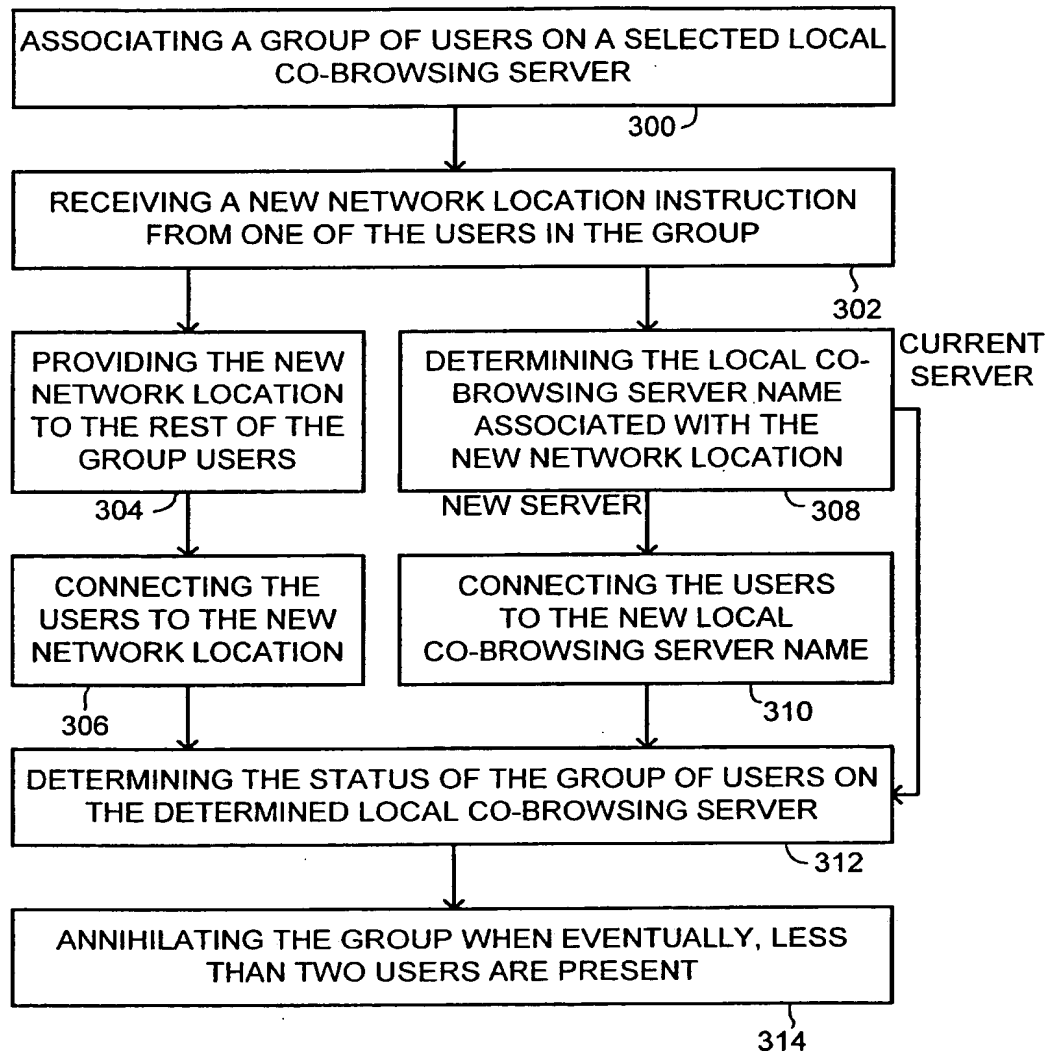 ASSOCIATING A GROUP OF USERS ON A SELECTED LOCAL
CO-BROWSING SERVER
300
RECEIVING A NEW NETWORK LOCATION INSTRUCTION
FROM ONE OF THE USERS IN THE GROUP
302
PROVIDING THE NEW
NETWORK LOCATION
TO THE REST OF THE
GROUP USERS
304
DETERMINING THE LOCAL CO-
BROWSING SERVER NAME
ASSOCIATED WITH THE
NEW NETWORK LOCATION
308
CURRENT
SERVER
NEW SERVER
CONNECTING THE
USERS TO THE NEW
NETWORK LOCATION
306
CONNECTING THE USERS
TO THE NEW LOCAL
CO-BROWSING SERVER NAME
310
DETERMINING THE STATUS OF THE GROUP OF USERS ON
THE DETERMINED LOCAL CO-BROWSING SERVER
312
ANNIHILATING THE GROUP WHEN EVENTUALLY, LESS
THAN TWO USERS ARE PRESENT
314